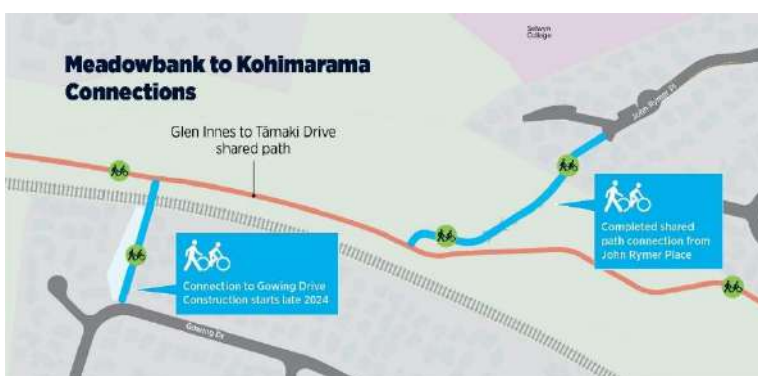 Selwyn
College
Meadowbank to Kohimarama
Connections
Glen Innes to Tāmaki Drive
shared path
John Rymer Pl
Completed shared
path connection from
John Rymer Place
Connection to Gowing Drive
Construction starts late 2024
Gowing Dr